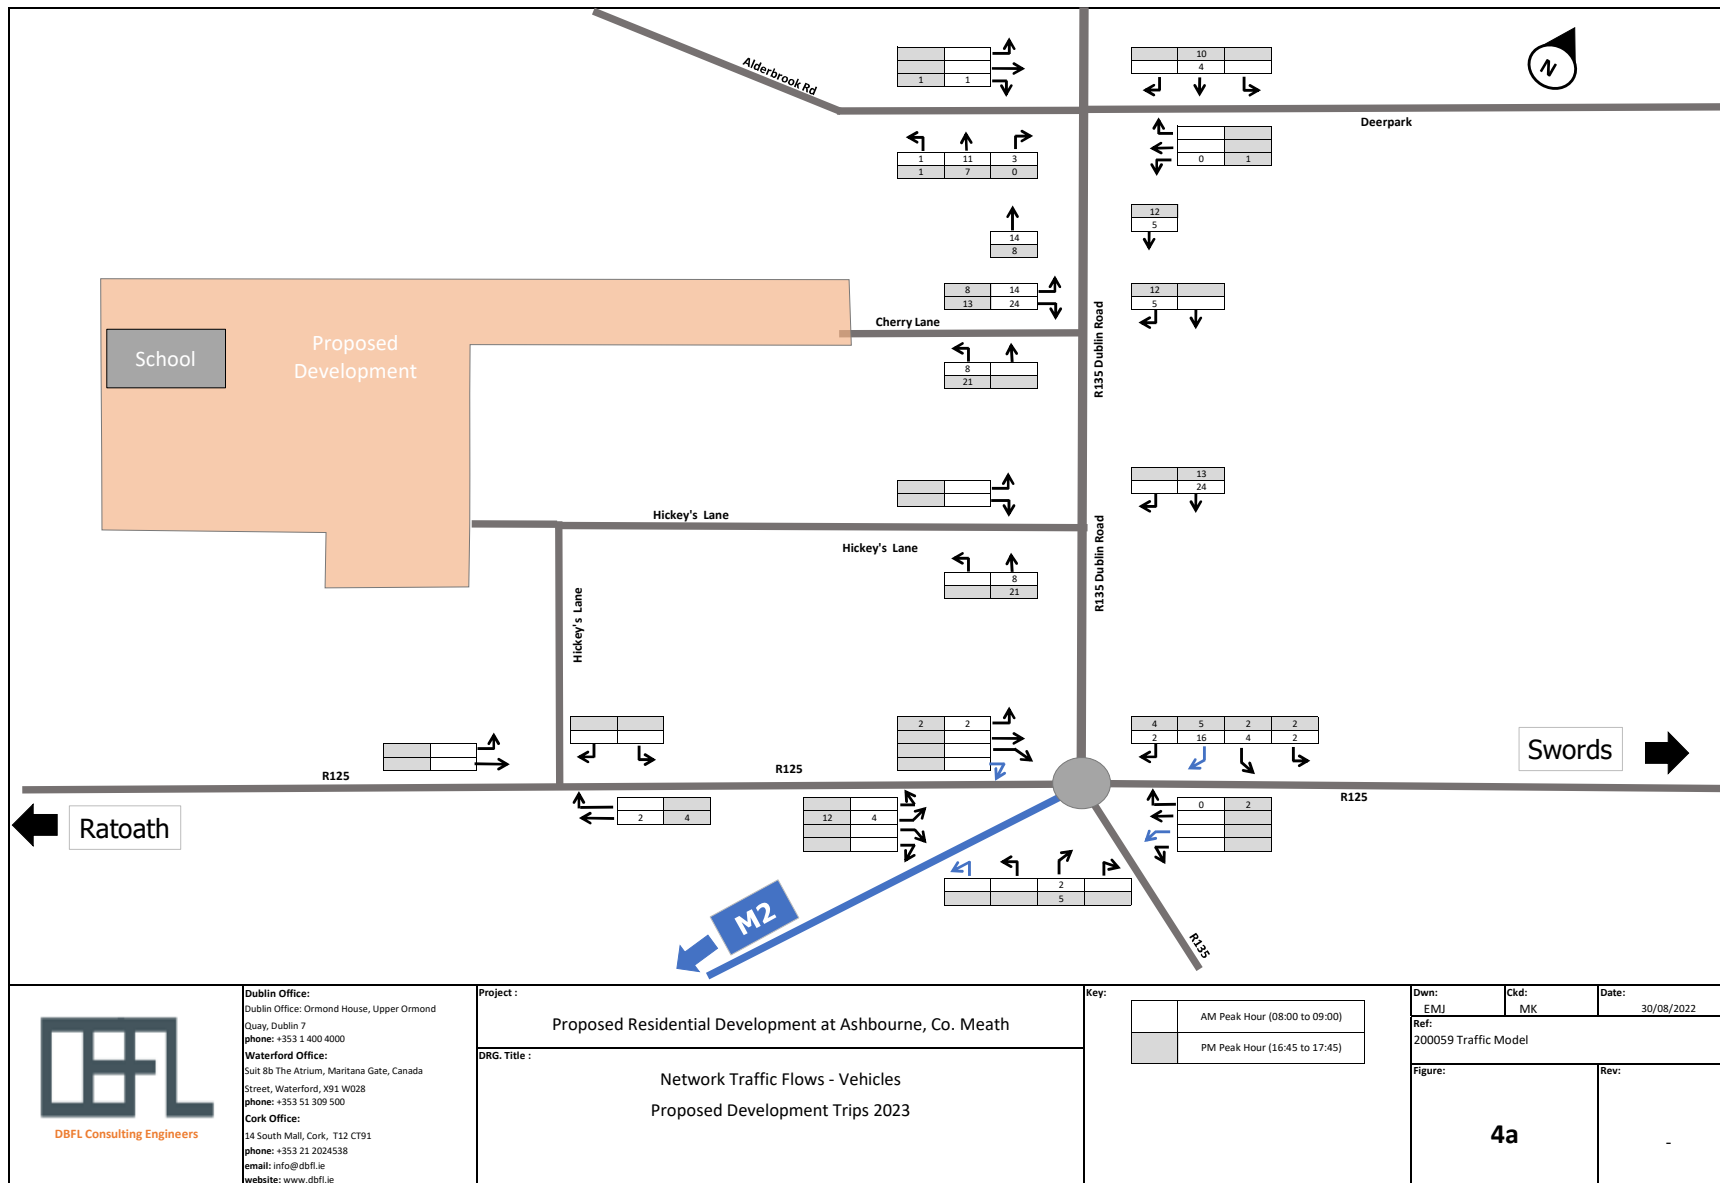 Alderbrook Rd
1 1
10
4
N
Deerpark
1 11 3
1 7 0
0 1
14
8
12
5
8 14
13 24
12
5
Cherry Lane
R135 Dublin Road
8
21
School
Proposed
Development
13
24
Hickey's Lane
Hickey's Lane
R135 Dublin Road
8
21
Hickey's Lane
2 2
4 5 2 2
2 16 4 2
Swords
R125
R125
R125
Ratoath
2 4
12 4
0 2
2
5
M2
R135
DBFL Consulting Engineers
Dublin Office:
Dublin Office: Ormond House, Upper Ormond
Quay, Dublin 7
phone: +353 1 400 4000
Waterford Office:
Suit 8b The Atrium, Maritana Gate, Canada
Street, Waterford, X91 W028
phone: +353 51 309 500
Cork Office:
14 South Mall, Cork, T12 CT91
phone: +353 21 2024538
email: info@dbfl.ie
website: www.dbfl.ie
Project :
Proposed Residential Development at Ashbourne, Co. Meath
DRG. Title :
Network Traffic Flows - Vehicles
Proposed Development Trips 2023
Key:
AM Peak Hour (08:00 to 09:00)
PM Peak Hour (16:45 to 17:45)
Dwn: Ckd: Date:
EMJ MK 30/08/2022
Ref:
200059 Traffic Model
Figure: Rev:
4a -